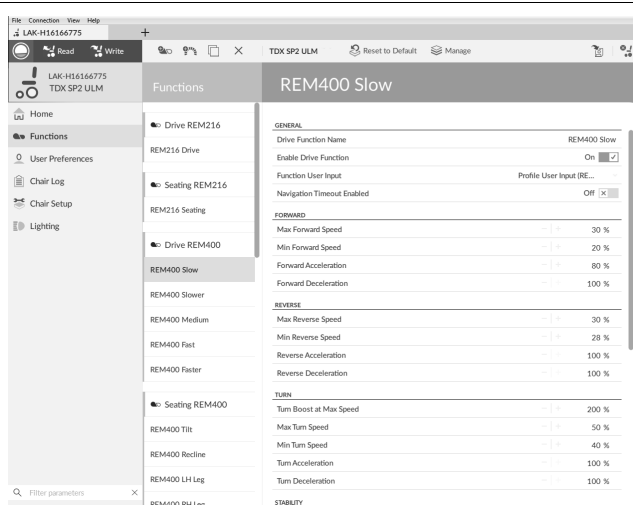 File Connection View Help
LAK-H16166775 +
Read Write TDX SP2 ULM Reset to Default Manage
LAK-H16166775
TDX SP2 ULM
Home
Functions
User Preferences
Chair Log
Chair Setup
Lighting
Filter parameters
Functions
Drive REM216
REM216 Drive
Seating REM216
REM216 Seating
Drive REM400
REM400 Slow
REM400 Slower
REM400 Medium
REM400 Fast
REM400 Faster
Seating REM400
REM400 Tilt
REM400 Recline
REM400 LH Leg
REM400 RH Leg
REM400 Slow
GENERAL
Drive Function Name REM400 Slow
Enable Drive Function On
Function User Input Profile User Input (RE...
Navigation Timeout Enabled Off
FORWARD
Max Forward Speed − + 30 %
Min Forward Speed − + 20 %
Forward Acceleration − + 80 %
Forward Deceleration − + 100 %
REVERSE
Max Reverse Speed − + 30 %
Min Reverse Speed − + 28 %
Reverse Acceleration − + 100 %
Reverse Deceleration − + 100 %
TURN
Turn Boost at Max Speed − + 200 %
Max Turn Speed − + 50 %
Min Turn Speed − + 40 %
Turn Acceleration − + 100 %
Turn Deceleration − + 100 %
STABILITY